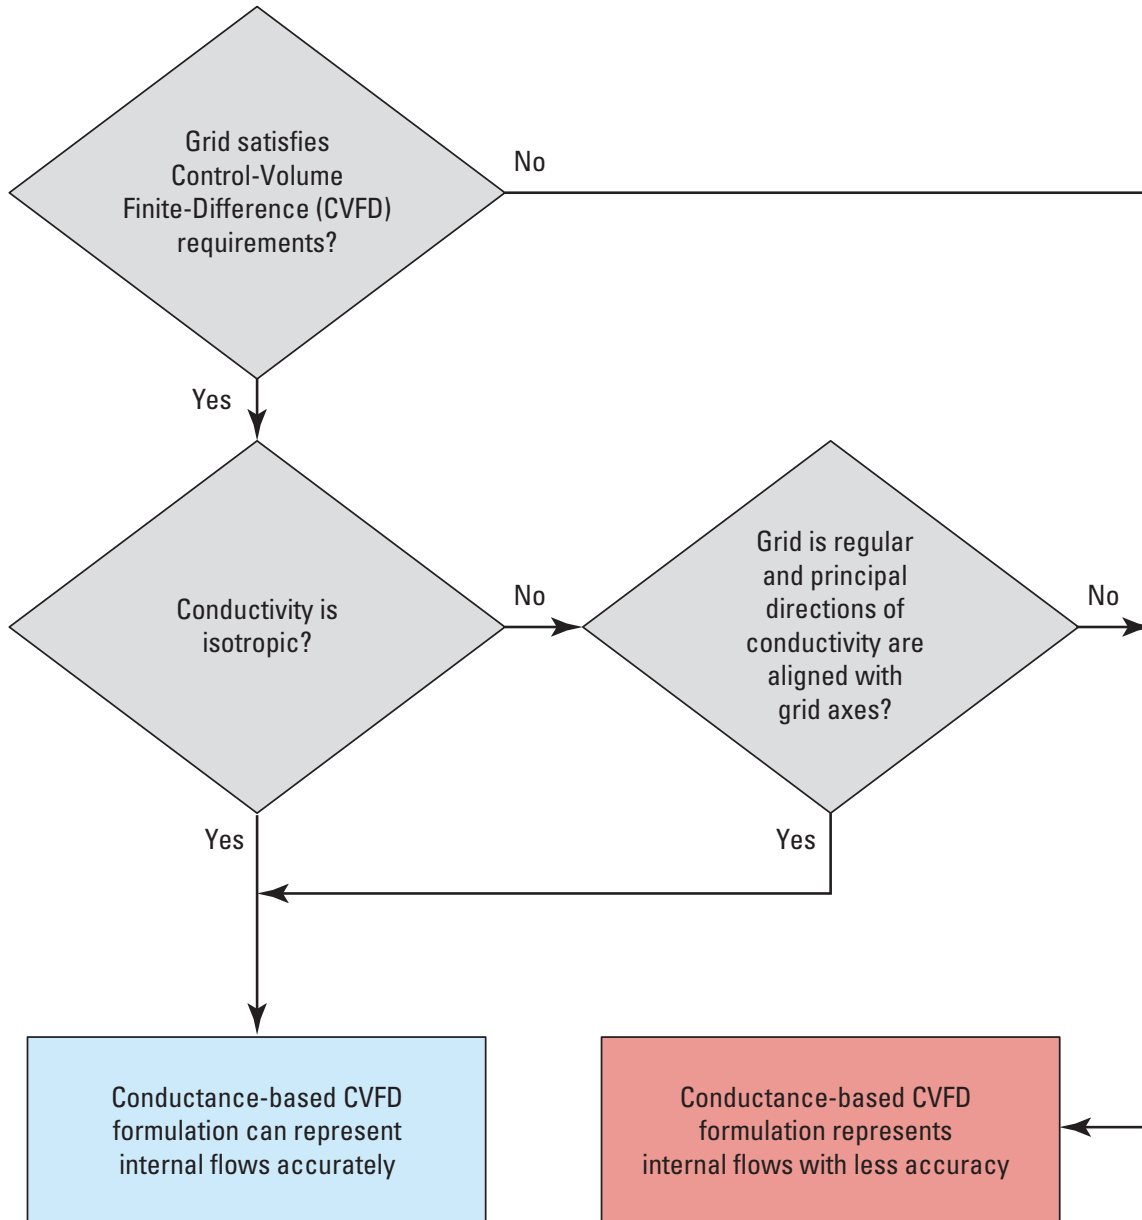 Grid satisfies
Control-Volume
Finite-Difference (CVFD)
requirements?
No
Yes
Conductivity is
isotropic?
No
Grid is regular
and principal
directions of
conductivity are
aligned with
grid axes?
No
Yes
Yes
Conductance-based CVFD
formulation can represent
internal flows accurately
Conductance-based CVFD
formulation represents
internal flows with less accuracy